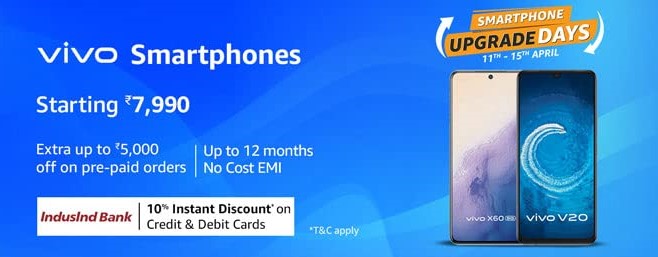 vivo Smartphones
Starting ₹7,990
Extra up to ₹5,000
off on pre-paid orders
Up to 12 months
No Cost EMI
IndusInd Bank
10% Instant Discount* on
Credit & Debit Cards
*T&C apply
SMARTPHONE
UPGRADE DAYS
11TH - 15TH APRIL
vivo X60 5G
vivo V20